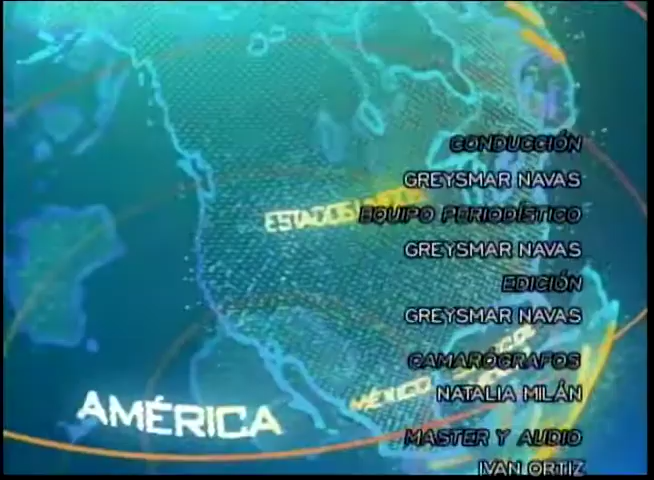 CONDUCCIÓN
GREYSMAR NAVAS
ESTADOS
EQUIPO PERIODÍSTICO
GREYSMAR NAVAS
EDICIÓN
GREYSMAR NAVAS
CAMARÓGRAFOS
MÉXICO
NATALIA MILÁN
AMÉRICA
MASTER Y AUDIO
IVAN ORTIZ